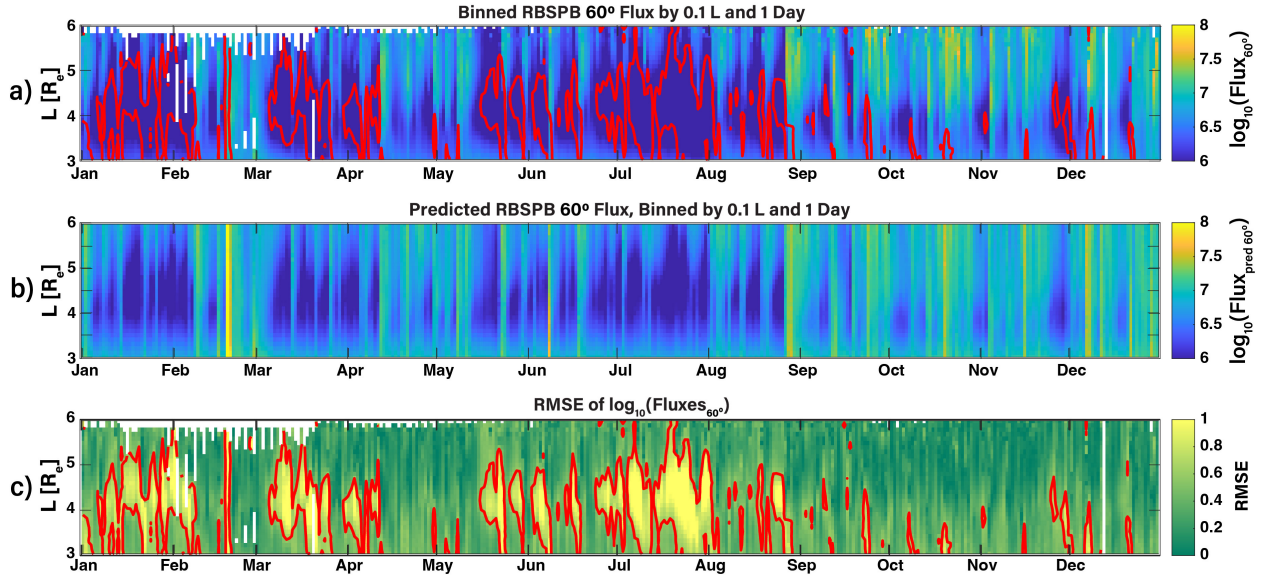 Binned RBSPB 60º Flux by 0.1 L and 1 Day
a)
L [Rₑ]
6
5
4
3
Jan Feb Mar Apr May Jun Jul Aug Sep Oct Nov Dec
8
7.5
7
6.5
6
log₁₀(Flux₆₀º)
Predicted RBSPB 60º Flux, Binned by 0.1 L and 1 Day
b)
L [Rₑ]
6
5
4
3
Jan Feb Mar Apr May Jun Jul Aug Sep Oct Nov Dec
8
7.5
7
6.5
6
log₁₀(Flux pred 60º)
RMSE of log₁₀(Fluxes₆₀º)
c)
L [Rₑ]
6
5
4
3
Jan Feb Mar Apr May Jun Jul Aug Sep Oct Nov Dec
1
0.8
0.6
0.4
0.2
0
RMSE